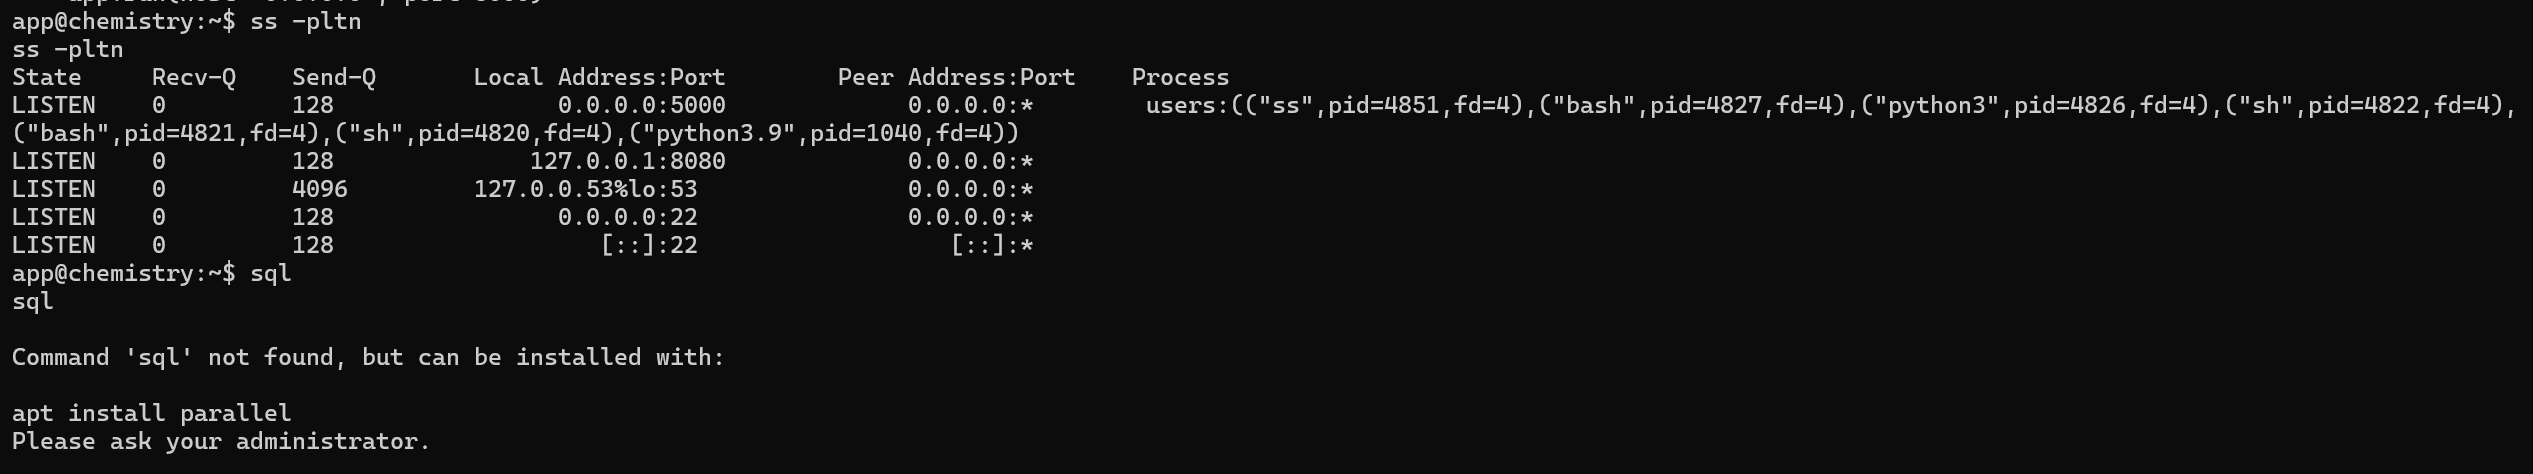 app@chemistry:~$ ss -pltn
ss -pltn
State Recv-Q Send-Q Local Address:Port Peer Address:Port Process
LISTEN 0 128 0.0.0.0:5000 0.0.0.0:* users:(("ss",pid=4851,fd=4),("bash",pid=4827,fd=4),("python3",pid=4826,fd=4),("sh",pid=4822,fd=4),
("bash",pid=4821,fd=4),("sh",pid=4820,fd=4),("python3.9",pid=1040,fd=4))
LISTEN 0 128 127.0.0.1:8080 0.0.0.0:*
LISTEN 0 4096 127.0.0.53%lo:53 0.0.0.0:*
LISTEN 0 128 0.0.0.0:22 0.0.0.0:*
LISTEN 0 128 [::]:22 [::]:*
app@chemistry:~$ sql
sql
Command 'sql' not found, but can be installed with:
apt install parallel
Please ask your administrator.